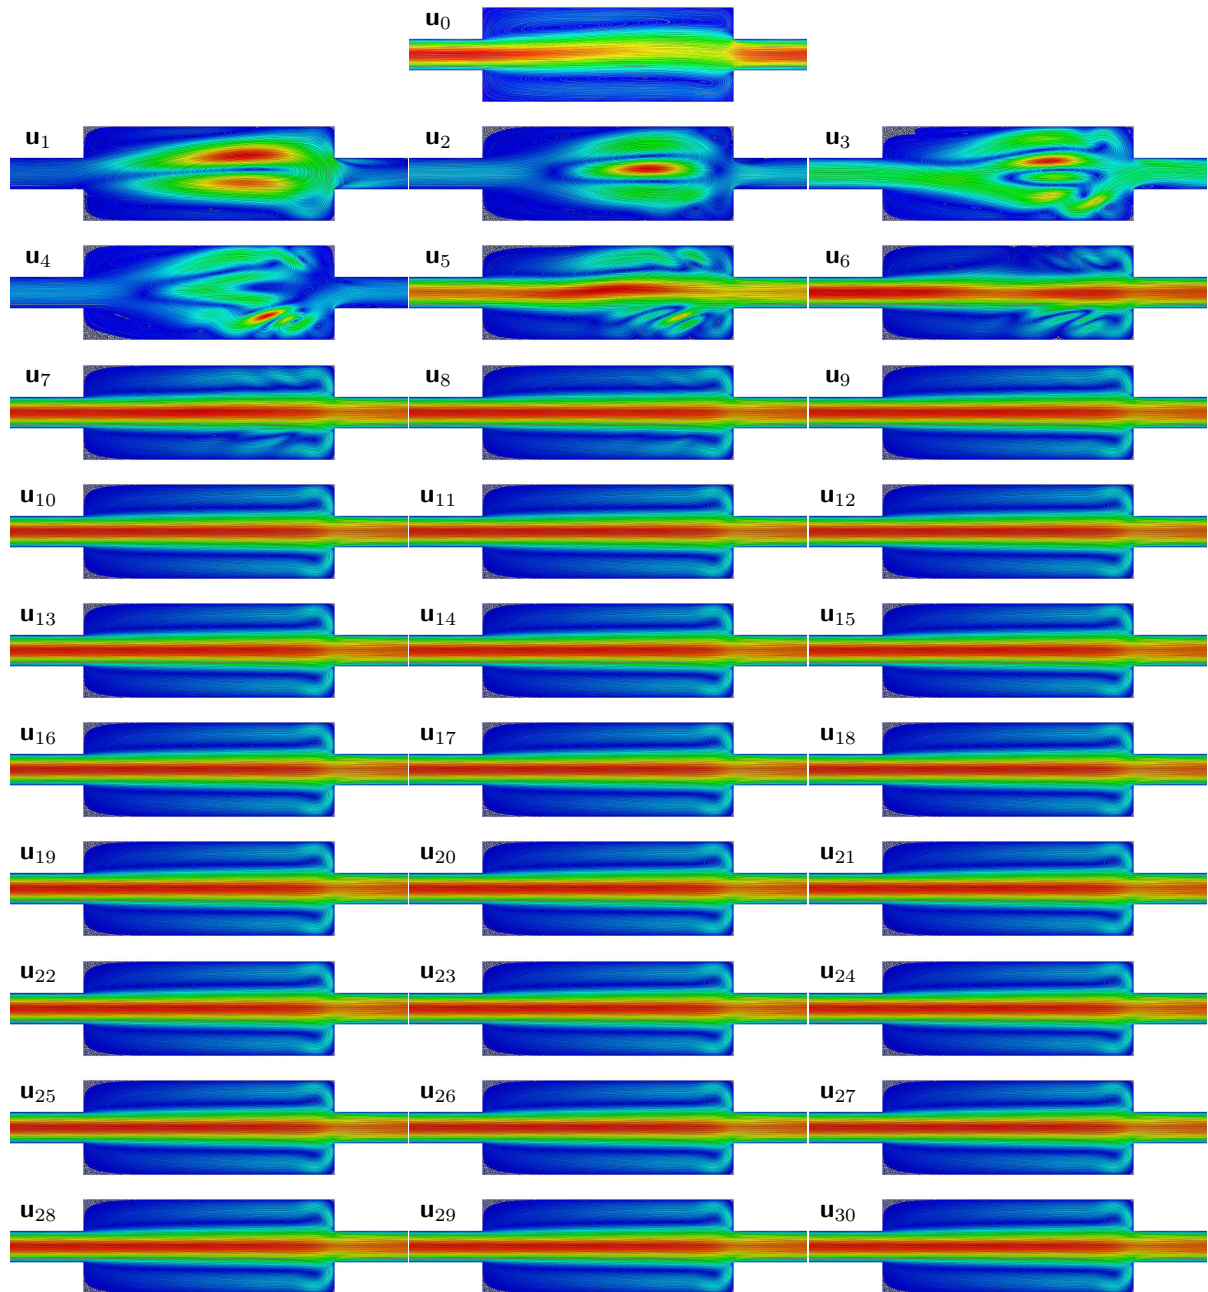 u₀
u₁ u₂ u₃
u₄ u₅ u₆
u₇ u₈ u₉
u₁₀ u₁₁ u₁₂
u₁₃ u₁₄ u₁₅
u₁₆ u₁₇ u₁₈
u₁₉ u₂₀ u₂₁
u₂₂ u₂₃ u₂₄
u₂₅ u₂₆ u₂₇
u₂₈ u₂₉ u₃₀